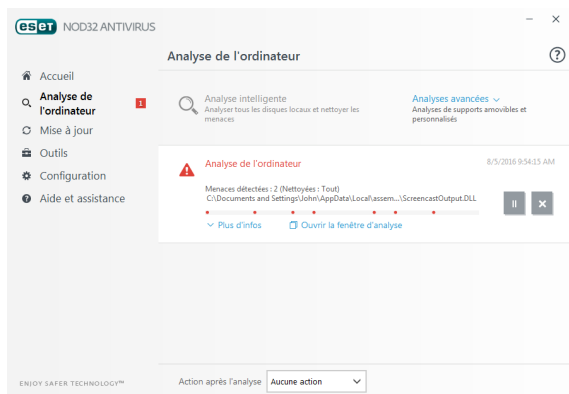 eset NOD32 ANTIVIRUS
Analyse de l'ordinateur
?
Accueil
Analyse de
l'ordinateur
1
Mise à jour
Outils
Configuration
Aide et assistance
Analyse intelligente
Analyser tous les disques locaux et nettoyer les
menaces
Analyses avancées
Analyses de supports amovibles et
personnalisés
Analyse de l'ordinateur
8/5/2016 9:54:15 AM
Menaces détectées : 2 (Nettoyées : Tout)
C:\Documents and Settings\John\AppData\Local\assem...\ScreencastOutput.DLL
Plus d'infos
Ouvrir la fenêtre d'analyse
ENJOY SAFER TECHNOLOGY™
Action après l'analyse
Aucune action